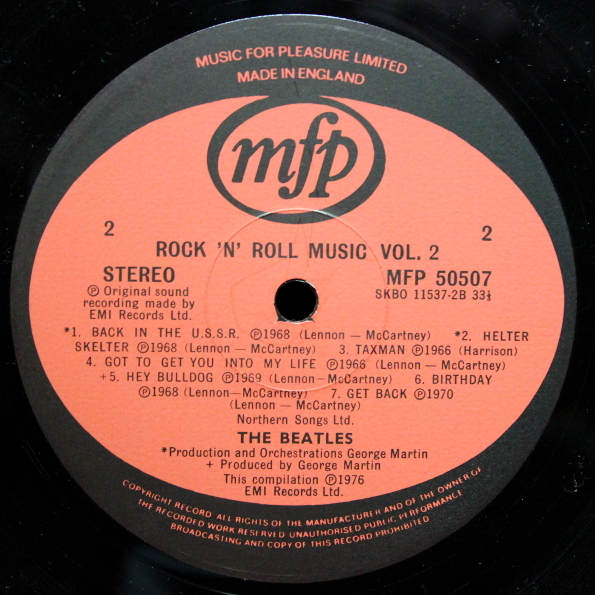 MUSIC FOR PLEASURE LIMITED
MADE IN ENGLAND
mfp
2 2
ROCK 'N' ROLL MUSIC VOL. 2
STEREO MFP 50507
℗ Original sound SKBO 11537-2B 33⅓
recording made by
EMI Records Ltd.
*1. BACK IN THE U.S.S.R. ℗1968 (Lennon — McCartney) *2. HELTER
SKELTER ℗1968 (Lennon — McCartney) 3. TAXMAN ℗1966 (Harrison)
4. GOT TO GET YOU INTO MY LIFE ℗1966 (Lennon — McCartney)
+5. HEY BULLDOG ℗1969 (Lennon — McCartney) 6. BIRTHDAY
℗1968 (Lennon — McCartney) 7. GET BACK ℗1970
(Lennon — McCartney)
Northern Songs Ltd.
THE BEATLES
*Production and Orchestrations George Martin
+ Produced by George Martin
This compilation ℗1976
EMI Records Ltd.
COPYRIGHT RECORD ALL RIGHTS OF THE MANUFACTURER AND OF THE OWNER OF
THE RECORDED WORK RESERVED UNAUTHORISED PUBLIC PERFORMANCE
BROADCASTING AND COPY OF THIS RECORD PROHIBITED